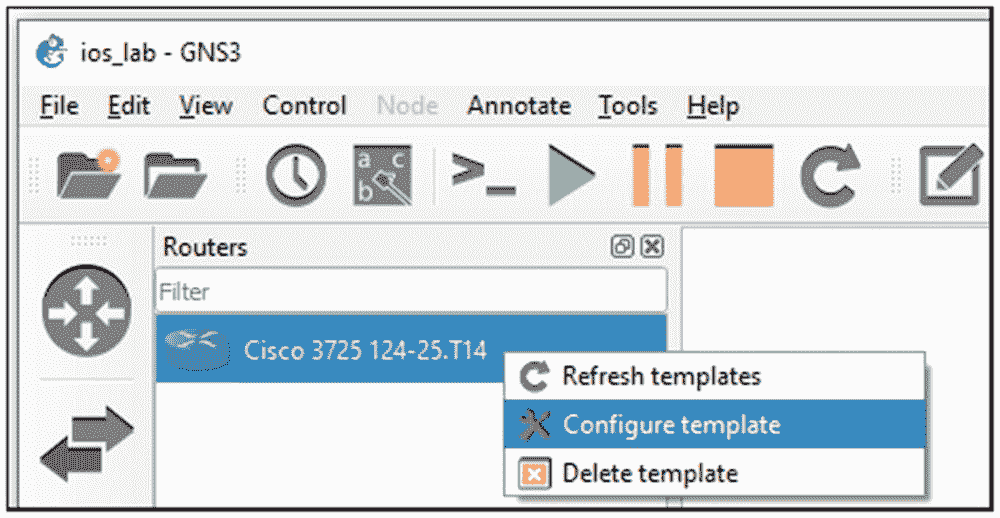 ios_lab - GNS3
File Edit View Control Node Annotate Tools Help
a c
b
>_
Routers
Filter
Cisco 3725 124-25.T14
Refresh templates
Configure template
Delete template